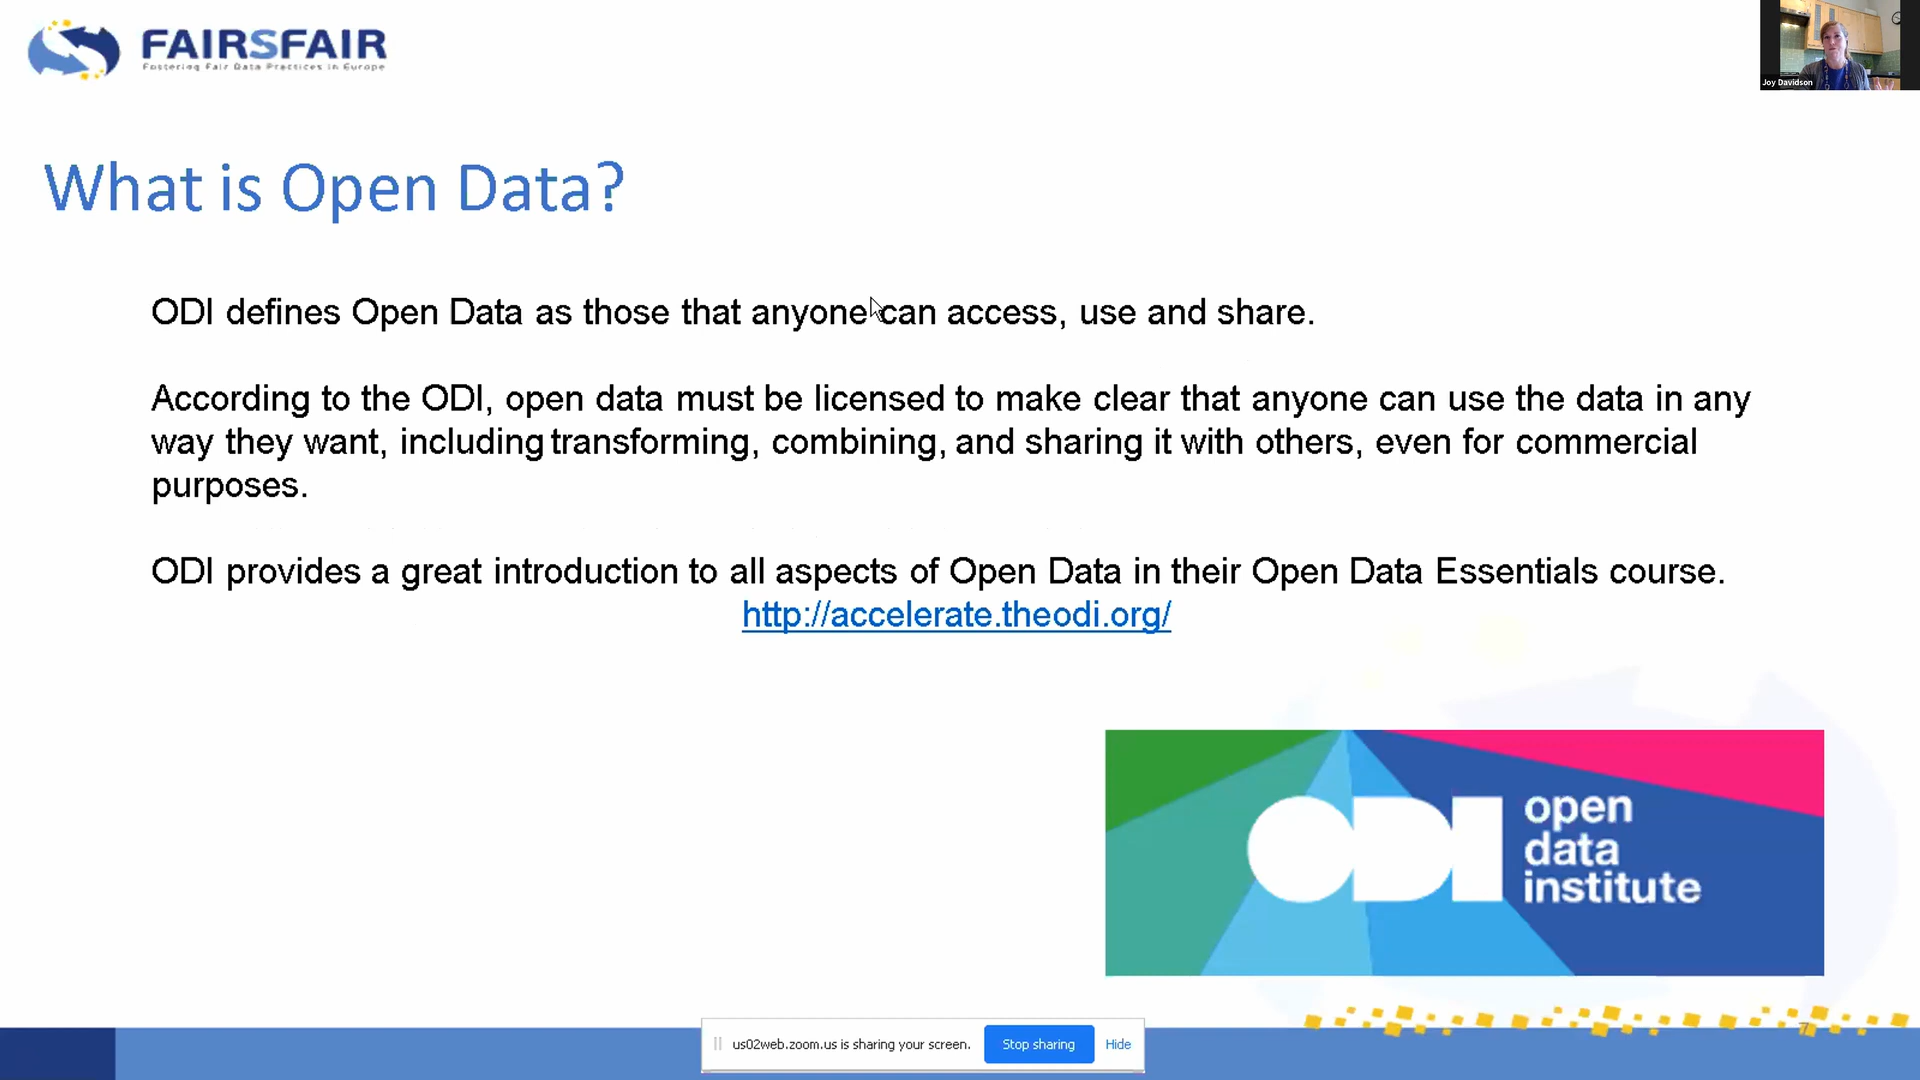 FAIRSFAIR
Fostering Fair Data Practices in Europe
Joy Davidson
What is Open Data?
ODI defines Open Data as those that anyone can access, use and share.
According to the ODI, open data must be licensed to make clear that anyone can use the data in any
way they want, including transforming, combining, and sharing it with others, even for commercial
purposes.
ODI provides a great introduction to all aspects of Open Data in their Open Data Essentials course.
http://accelerate.theodi.org/
ODI
open
data
institute
7
us02web.zoom.us is sharing your screen.
Stop sharing
Hide